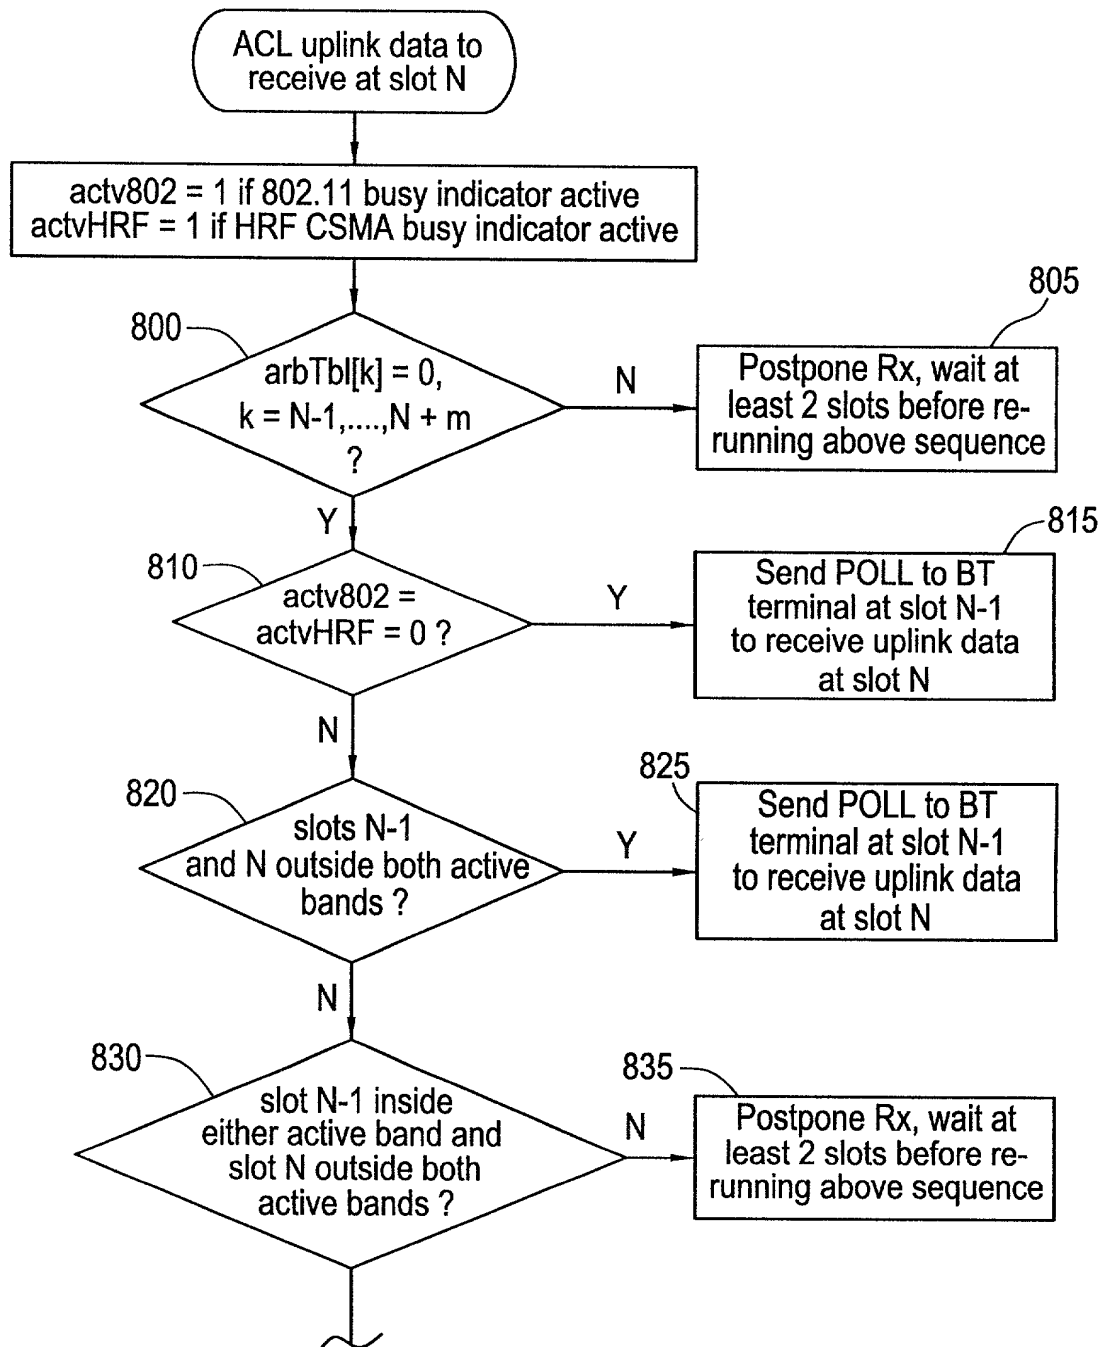 ACL uplink data to
receive at slot N
actv802 = 1 if 802.11 busy indicator active
actvHRF = 1 if HRF CSMA busy indicator active
800
arbTbl[k] = 0,
k = N-1,....,N + m
?
N
805
Postpone Rx, wait at
least 2 slots before re-
running above sequence
Y
810
actv802 =
actvHRF = 0 ?
Y
815
Send POLL to BT
terminal at slot N-1
to receive uplink data
at slot N
N
820
slots N-1
and N outside both active
bands ?
Y
825
Send POLL to BT
terminal at slot N-1
to receive uplink data
at slot N
N
830
slot N-1 inside
either active band and
slot N outside both
active bands ?
N
835
Postpone Rx, wait at
least 2 slots before re-
running above sequence